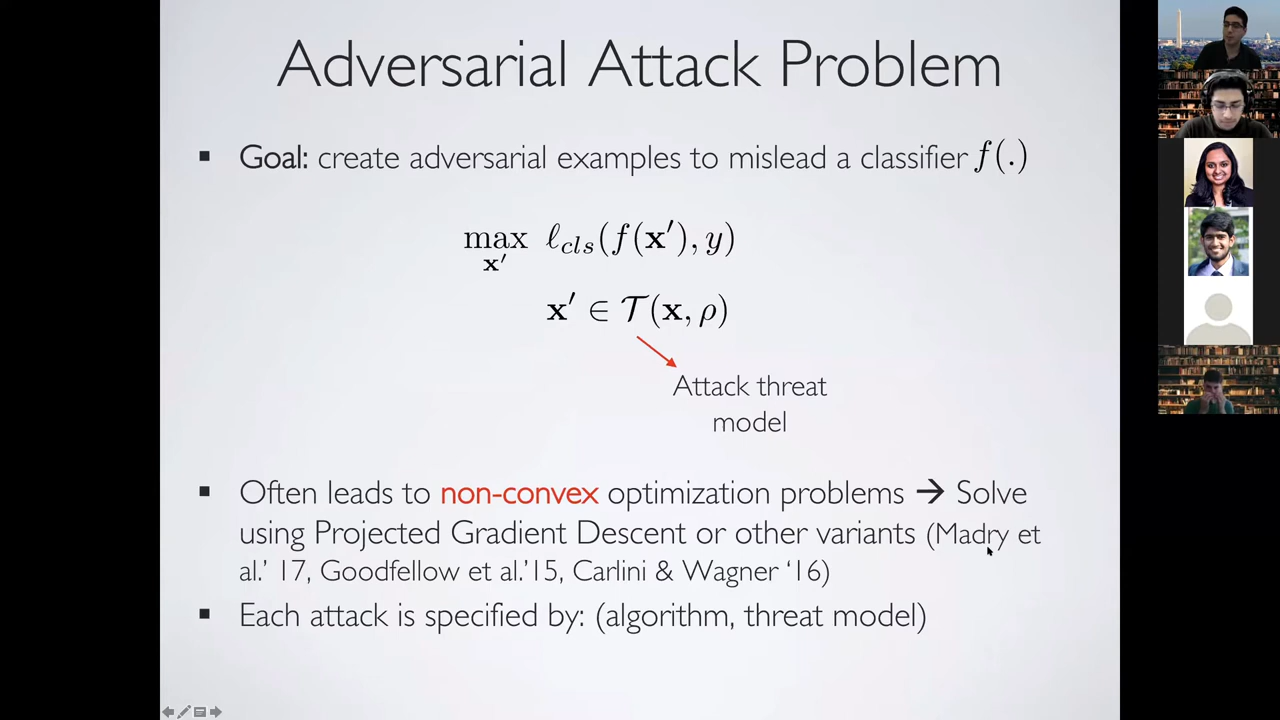 Adversarial Attack Problem
▪ Goal: create adversarial examples to mislead a classifier f(.)
max ℓcls(f(x′), y)
x′
x′ ∈ 𝒯(x, ρ)
Attack threat
model
▪ Often leads to non-convex optimization problems → Solve
using Projected Gradient Descent or other variants (Madry et
al.’ 17, Goodfellow et al.’15, Carlini & Wagner ‘16)
▪ Each attack is specified by: (algorithm, threat model)